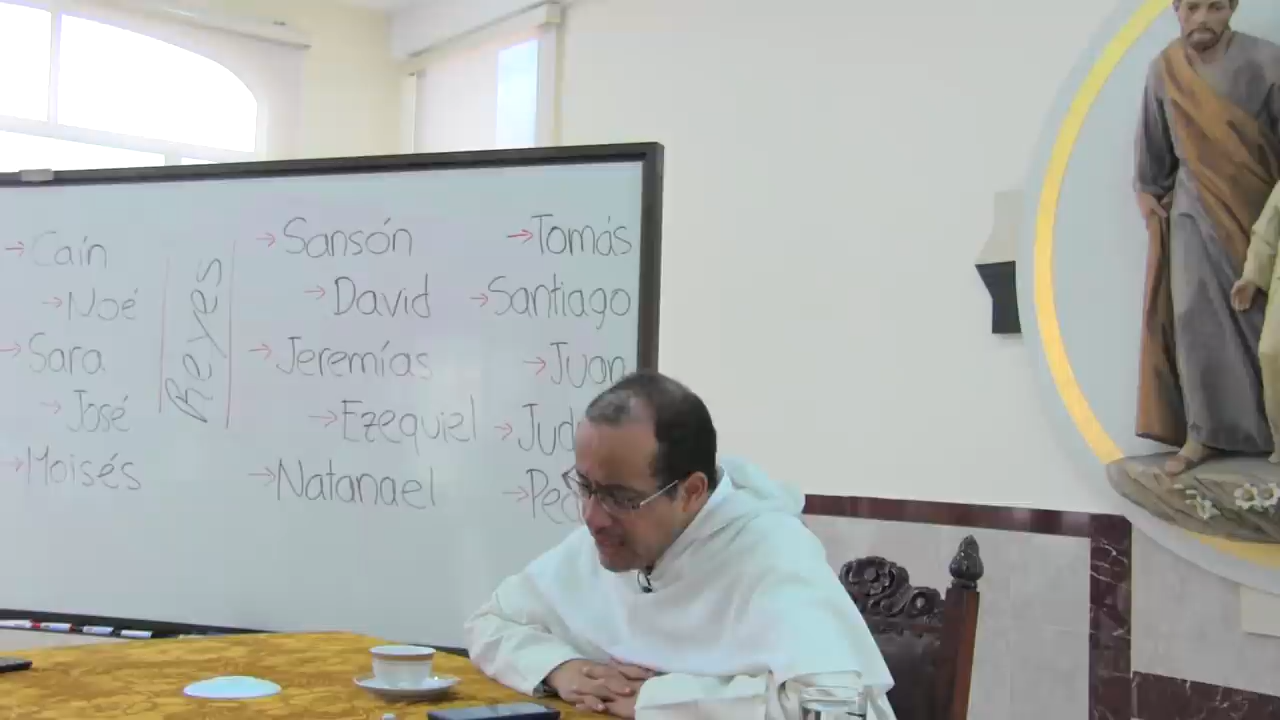 →Caín
→Noé
→Sara
→José
→Moisés
Reyes
→Sansón
→David
→Jeremías
→Ezequiel
→Natanael
→Tomás
→Santiago
→Juan